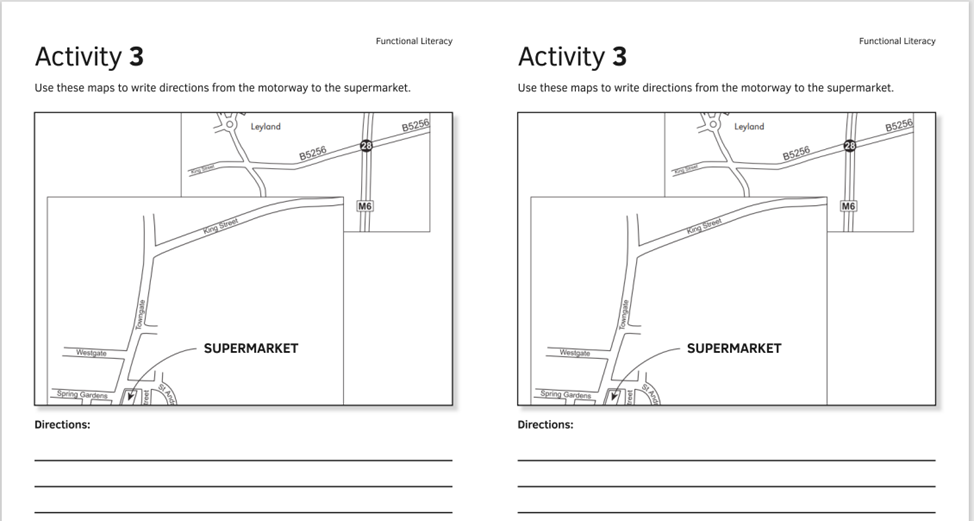 Functional Literacy
Activity 3
Use these maps to write directions from the motorway to the supermarket.
Leyland
B5256
B5256
28
King Street
M6
King Street
Towngate
SUPERMARKET
Westgate
Spring Gardens
Directions:
Functional Literacy
Activity 3
Use these maps to write directions from the motorway to the supermarket.
Leyland
B5256
B5256
28
King Street
M6
King Street
Towngate
SUPERMARKET
Westgate
Spring Gardens
Directions: